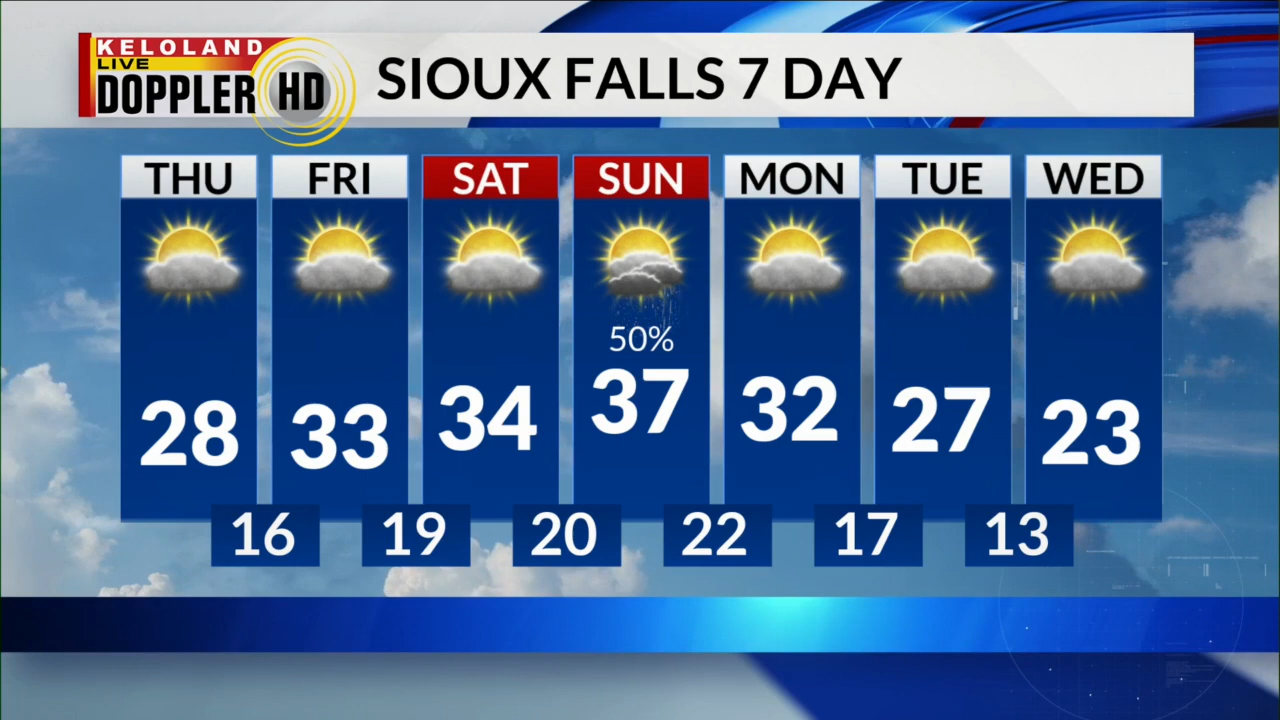 KELOLAND
LIVE
DOPPLER HD
SIOUX FALLS 7 DAY
THU FRI SAT SUN MON TUE WED
50%
28 33 34 37 32 27 23
16 19 20 22 17 13